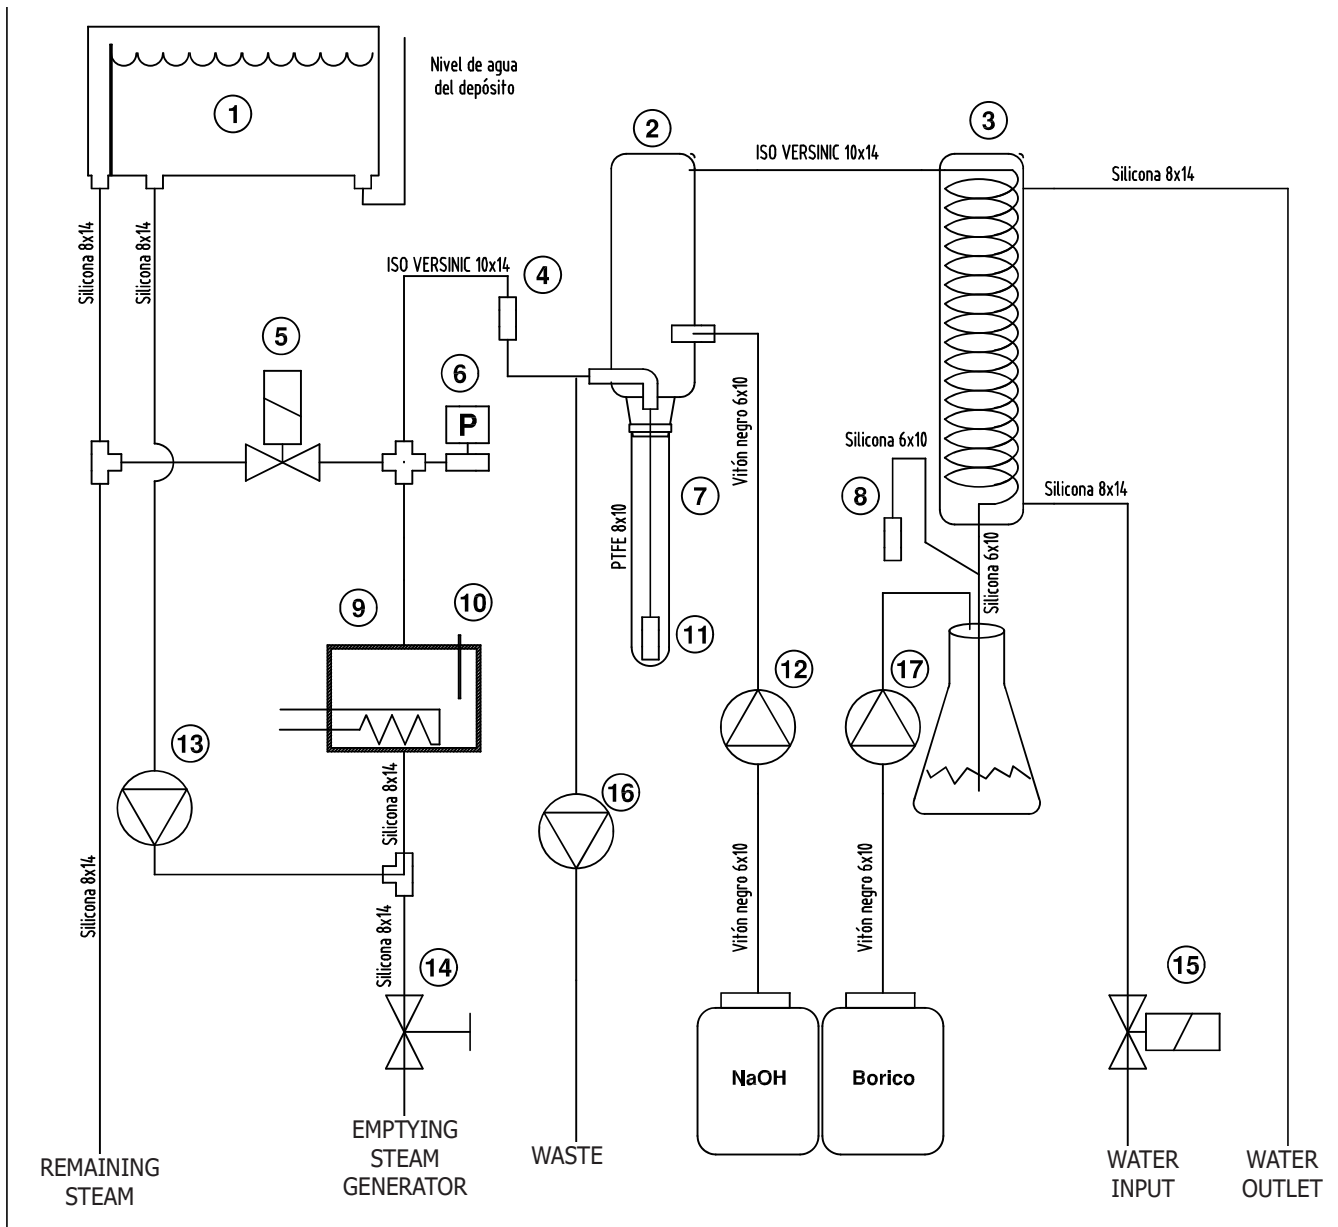 Nivel de agua
del depósito
1
2
3
ISO VERSINIC 10x14
Silicona 8x14
Silicona 8x14
Silicona 8x14
ISO VERSINIC 10x14
4
5
6
P
Vitón negro 6x10
Silicona 6x10
7
8
Silicona 8x14
PTFE 8x10
Silicona 6x10
9
10
11
12
17
13
Silicona 8x14
16
Silicona 8x14
Vitón negro 6x10
Vitón negro 6x10
Silicona 8x14
14
15
NaOH
Borico
REMAINING
STEAM
EMPTYING
STEAM
GENERATOR
WASTE
WATER
INPUT
WATER
OUTLET